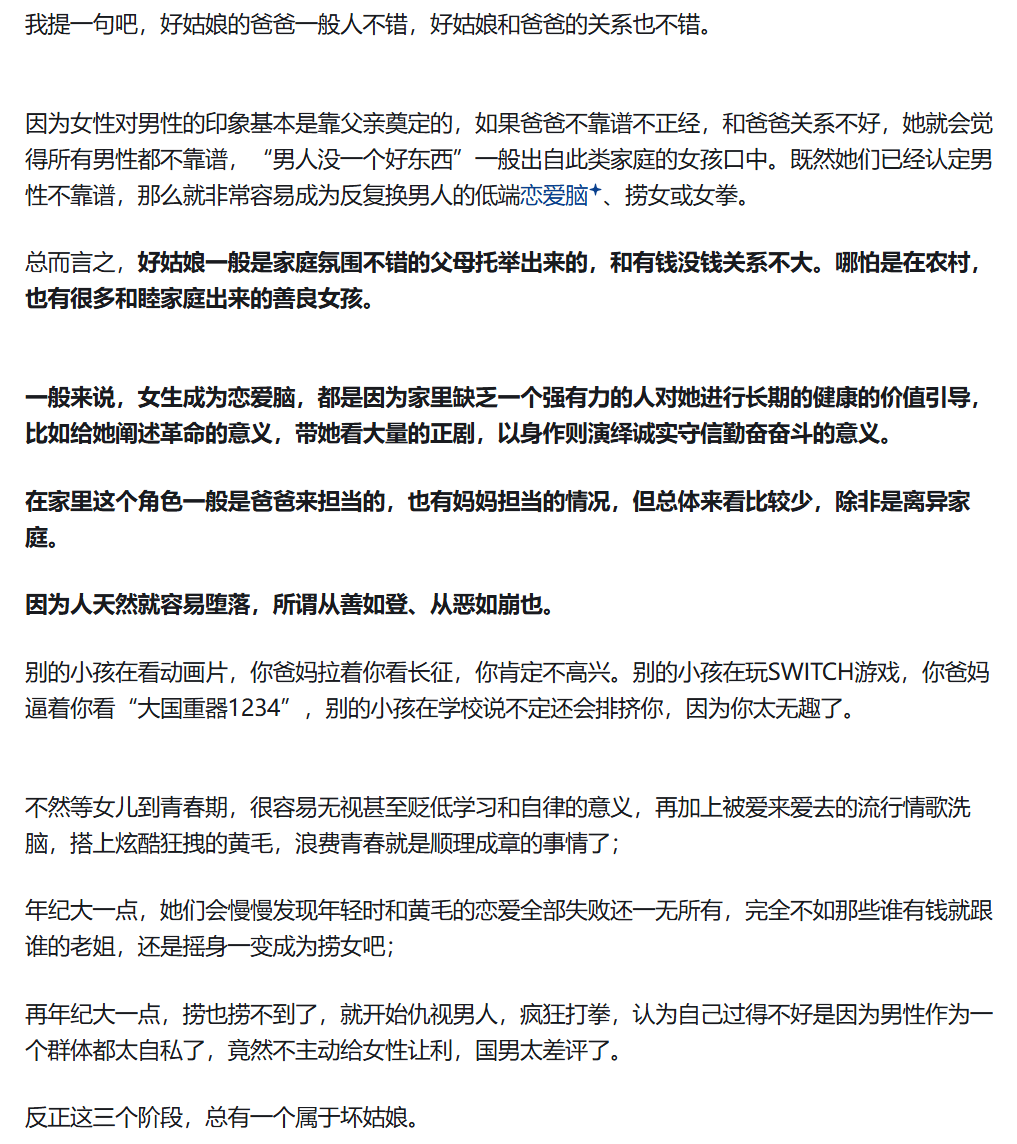 我提一句吧，好姑娘的爸爸一般人不错，好姑娘和爸爸的关系也不错。
因为女性对男性的印象基本是靠父亲奠定的，如果爸爸不靠谱不正经，和爸爸关系不好，她就会觉
得所有男性都不靠谱，“男人没一个好东西”一般出自此类家庭的女孩口中。既然她们已经认定男
性不靠谱，那么就非常容易成为反复换男人的低端恋爱脑、捞女或女拳。
总而言之，好姑娘一般是家庭氛围不错的父母托举出来的，和有钱没钱关系不大。哪怕是在农村，
也有很多和睦家庭出来的善良女孩。
一般来说，女生成为恋爱脑，都是因为家里缺乏一个强有力的人对她进行长期的健康的价值引导，
比如给她阐述革命的意义，带她看大量的正剧，以身作则演绎诚实守信勤奋奋斗的意义。
在家里这个角色一般是爸爸来担当的，也有妈妈担当的情况，但总体来看比较少，除非是离异家
庭。
因为人天然就容易堕落，所谓从善如登、从恶如崩也。
别的小孩在看动画片，你爸妈拉着你看长征，你肯定不高兴。别的小孩在玩SWITCH游戏，你爸妈
逼着你看“大国重器1234”，别的小孩在学校说不定还会排挤你，因为你太无趣了。
不然等女儿到青春期，很容易无视甚至贬低学习和自律的意义，再加上被爱来爱去的流行情歌洗
脑，搭上炫酷狂拽的黄毛，浪费青春就是顺理成章的事情了；
年纪大一点，她们会慢慢发现年轻时和黄毛的恋爱全部失败还一无所有，完全不如那些谁有钱就跟
谁的老姐，还是摇身一变成为捞女吧；
再年纪大一点，捞也捞不到了，就开始仇视男人，疯狂打拳，认为自己过得不好是因为男性作为一
个群体都太自私了，竟然不主动给女性让利，国男太差评了。
反正这三个阶段，总有一个属于坏姑娘。